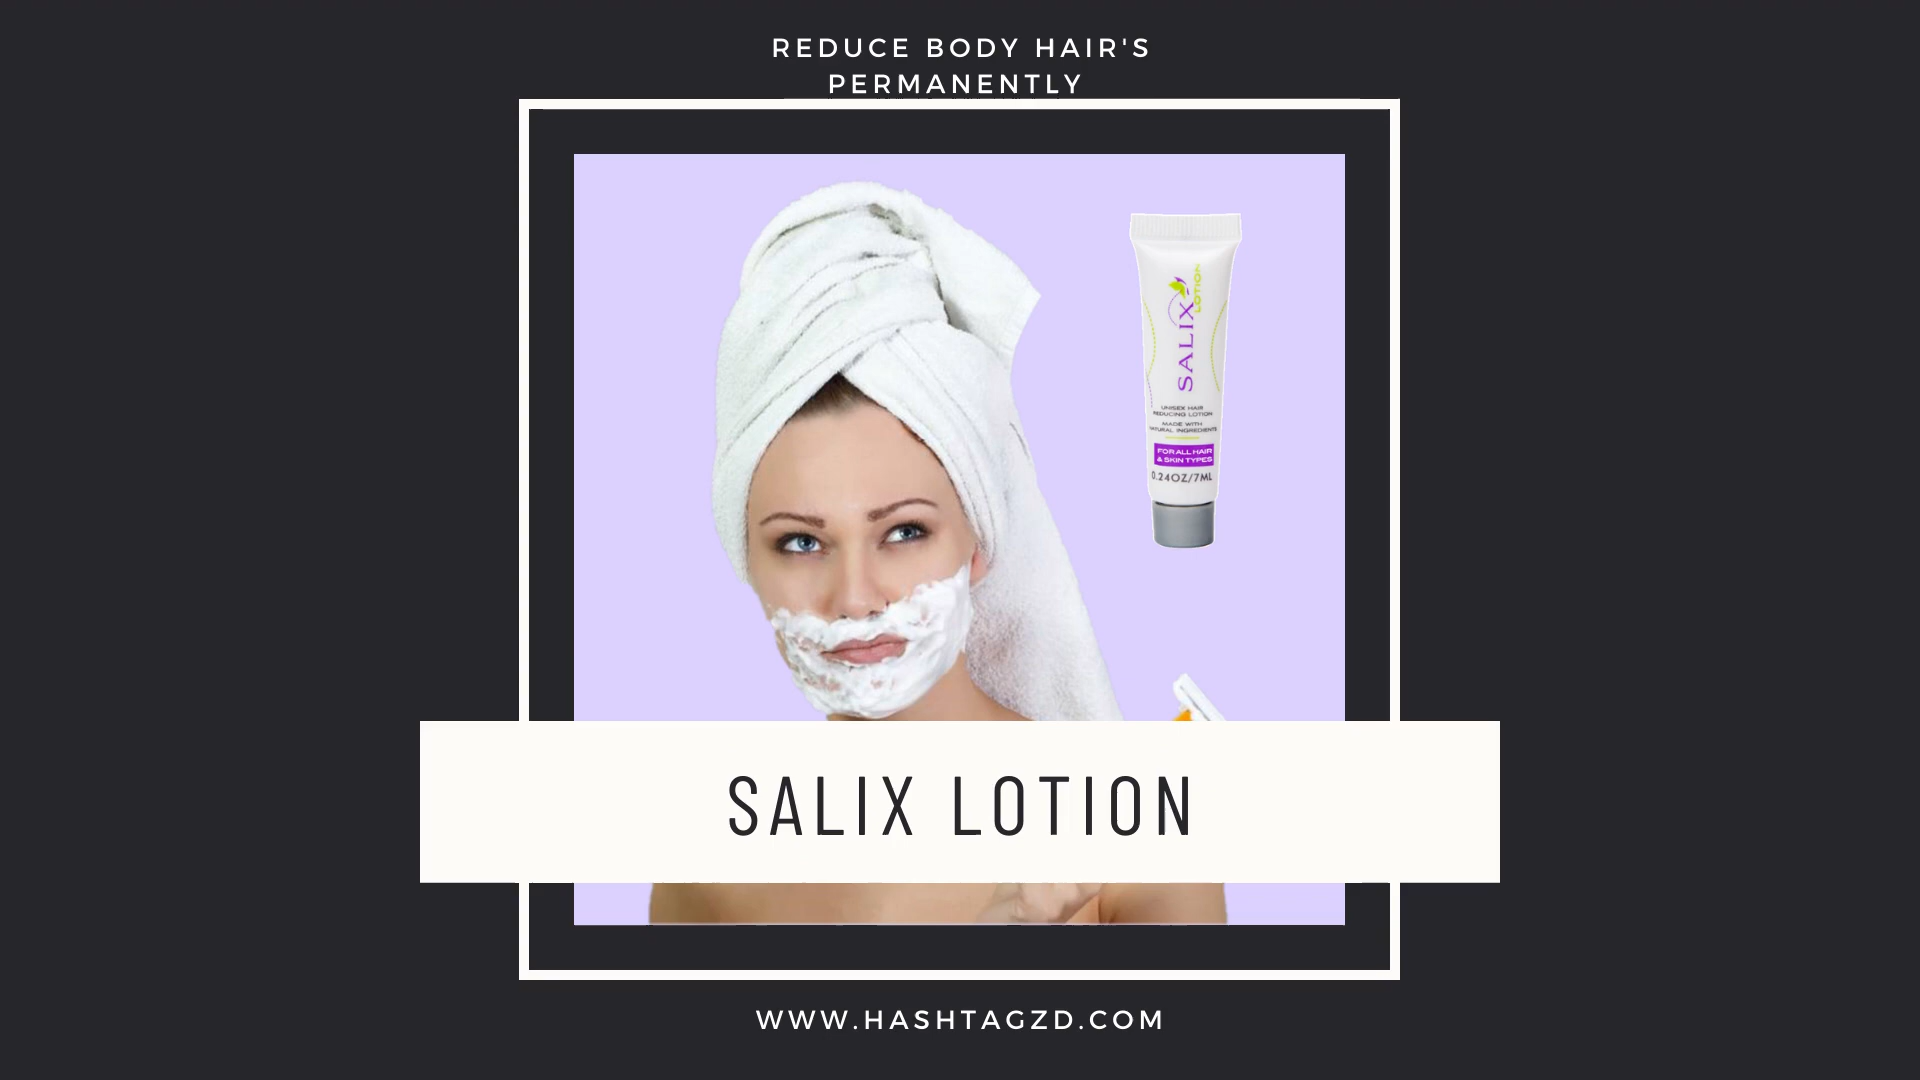 REDUCE BODY HAIR'S
PERMANENTLY
SALIX
LOTION
UNISEX HAIR
REDUCING LOTION
MADE WITH
NATURAL INGREDIENTS
FOR ALL HAIR
& SKIN TYPES
0.24OZ/7ML
SALIX LOTION
WWW.HASHTAGZD.COM